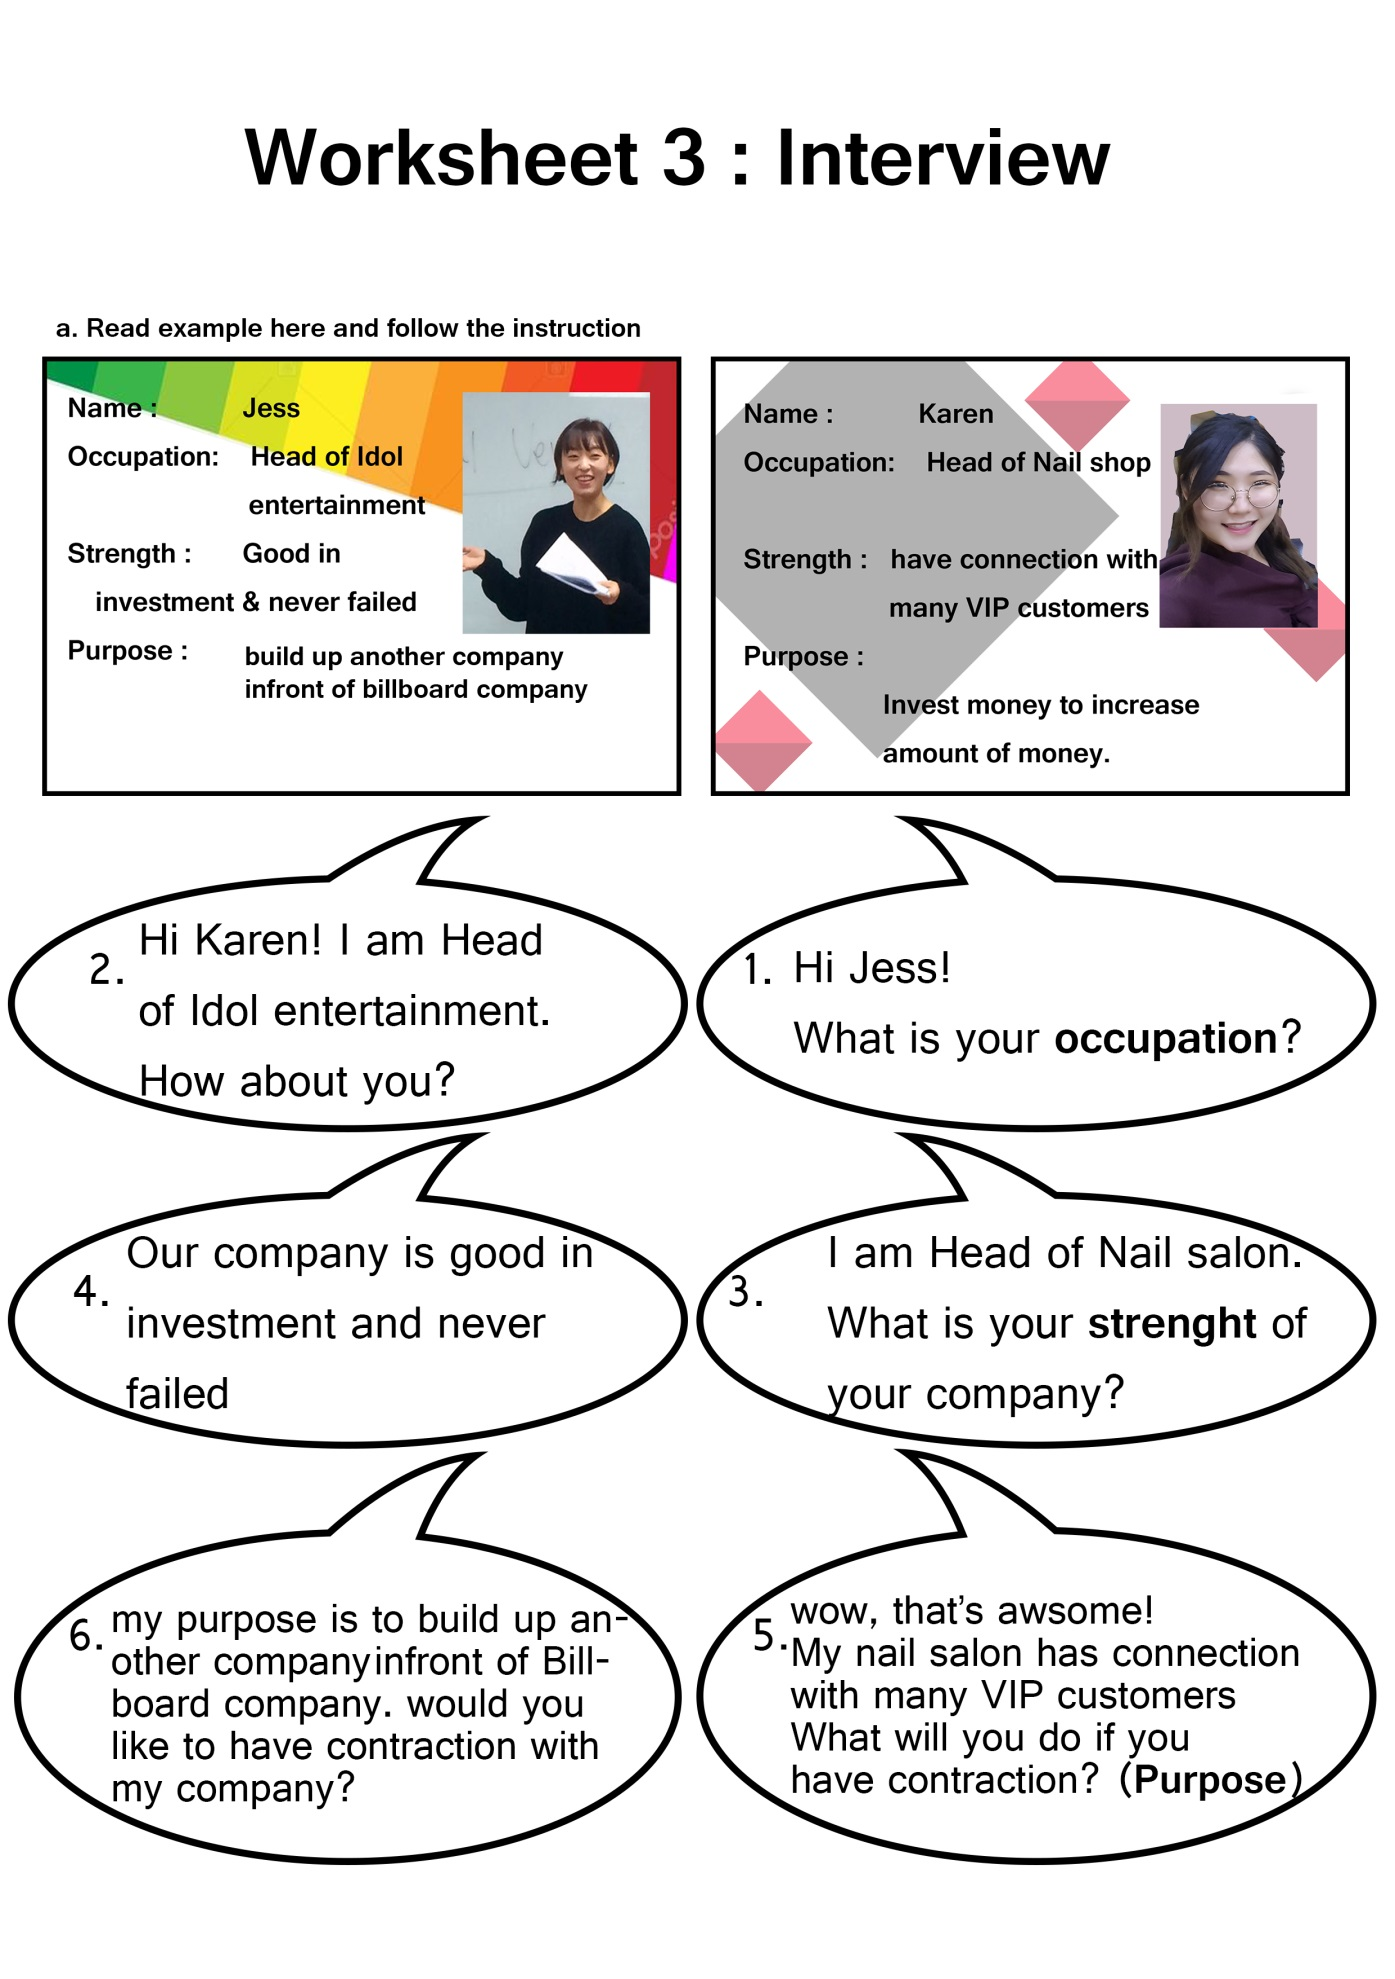 Worksheet 3 : Interview
a. Read example here and follow the instruction
Name : Jess
Occupation: Head of Idol
entertainment
Strength : Good in
investment & never failed
Purpose : build up another company
infront of billboard company
Name : Karen
Occupation: Head of Nail shop
Strength : have connection with
many VIP customers
Purpose :
Invest money to increase
amount of money.
1. Hi Jess!
What is your occupation?
2. Hi Karen! I am Head
of Idol entertainment.
How about you?
3. I am Head of Nail salon.
What is your strenght of
your company?
4. Our company is good in
investment and never
failed
5. wow, that's awsome!
My nail salon has connection
with many VIP customers
What will you do if you
have contraction? (Purpose)
6. my purpose is to build up an-
other company infront of Bill-
board company. would you
like to have contraction with
my company?